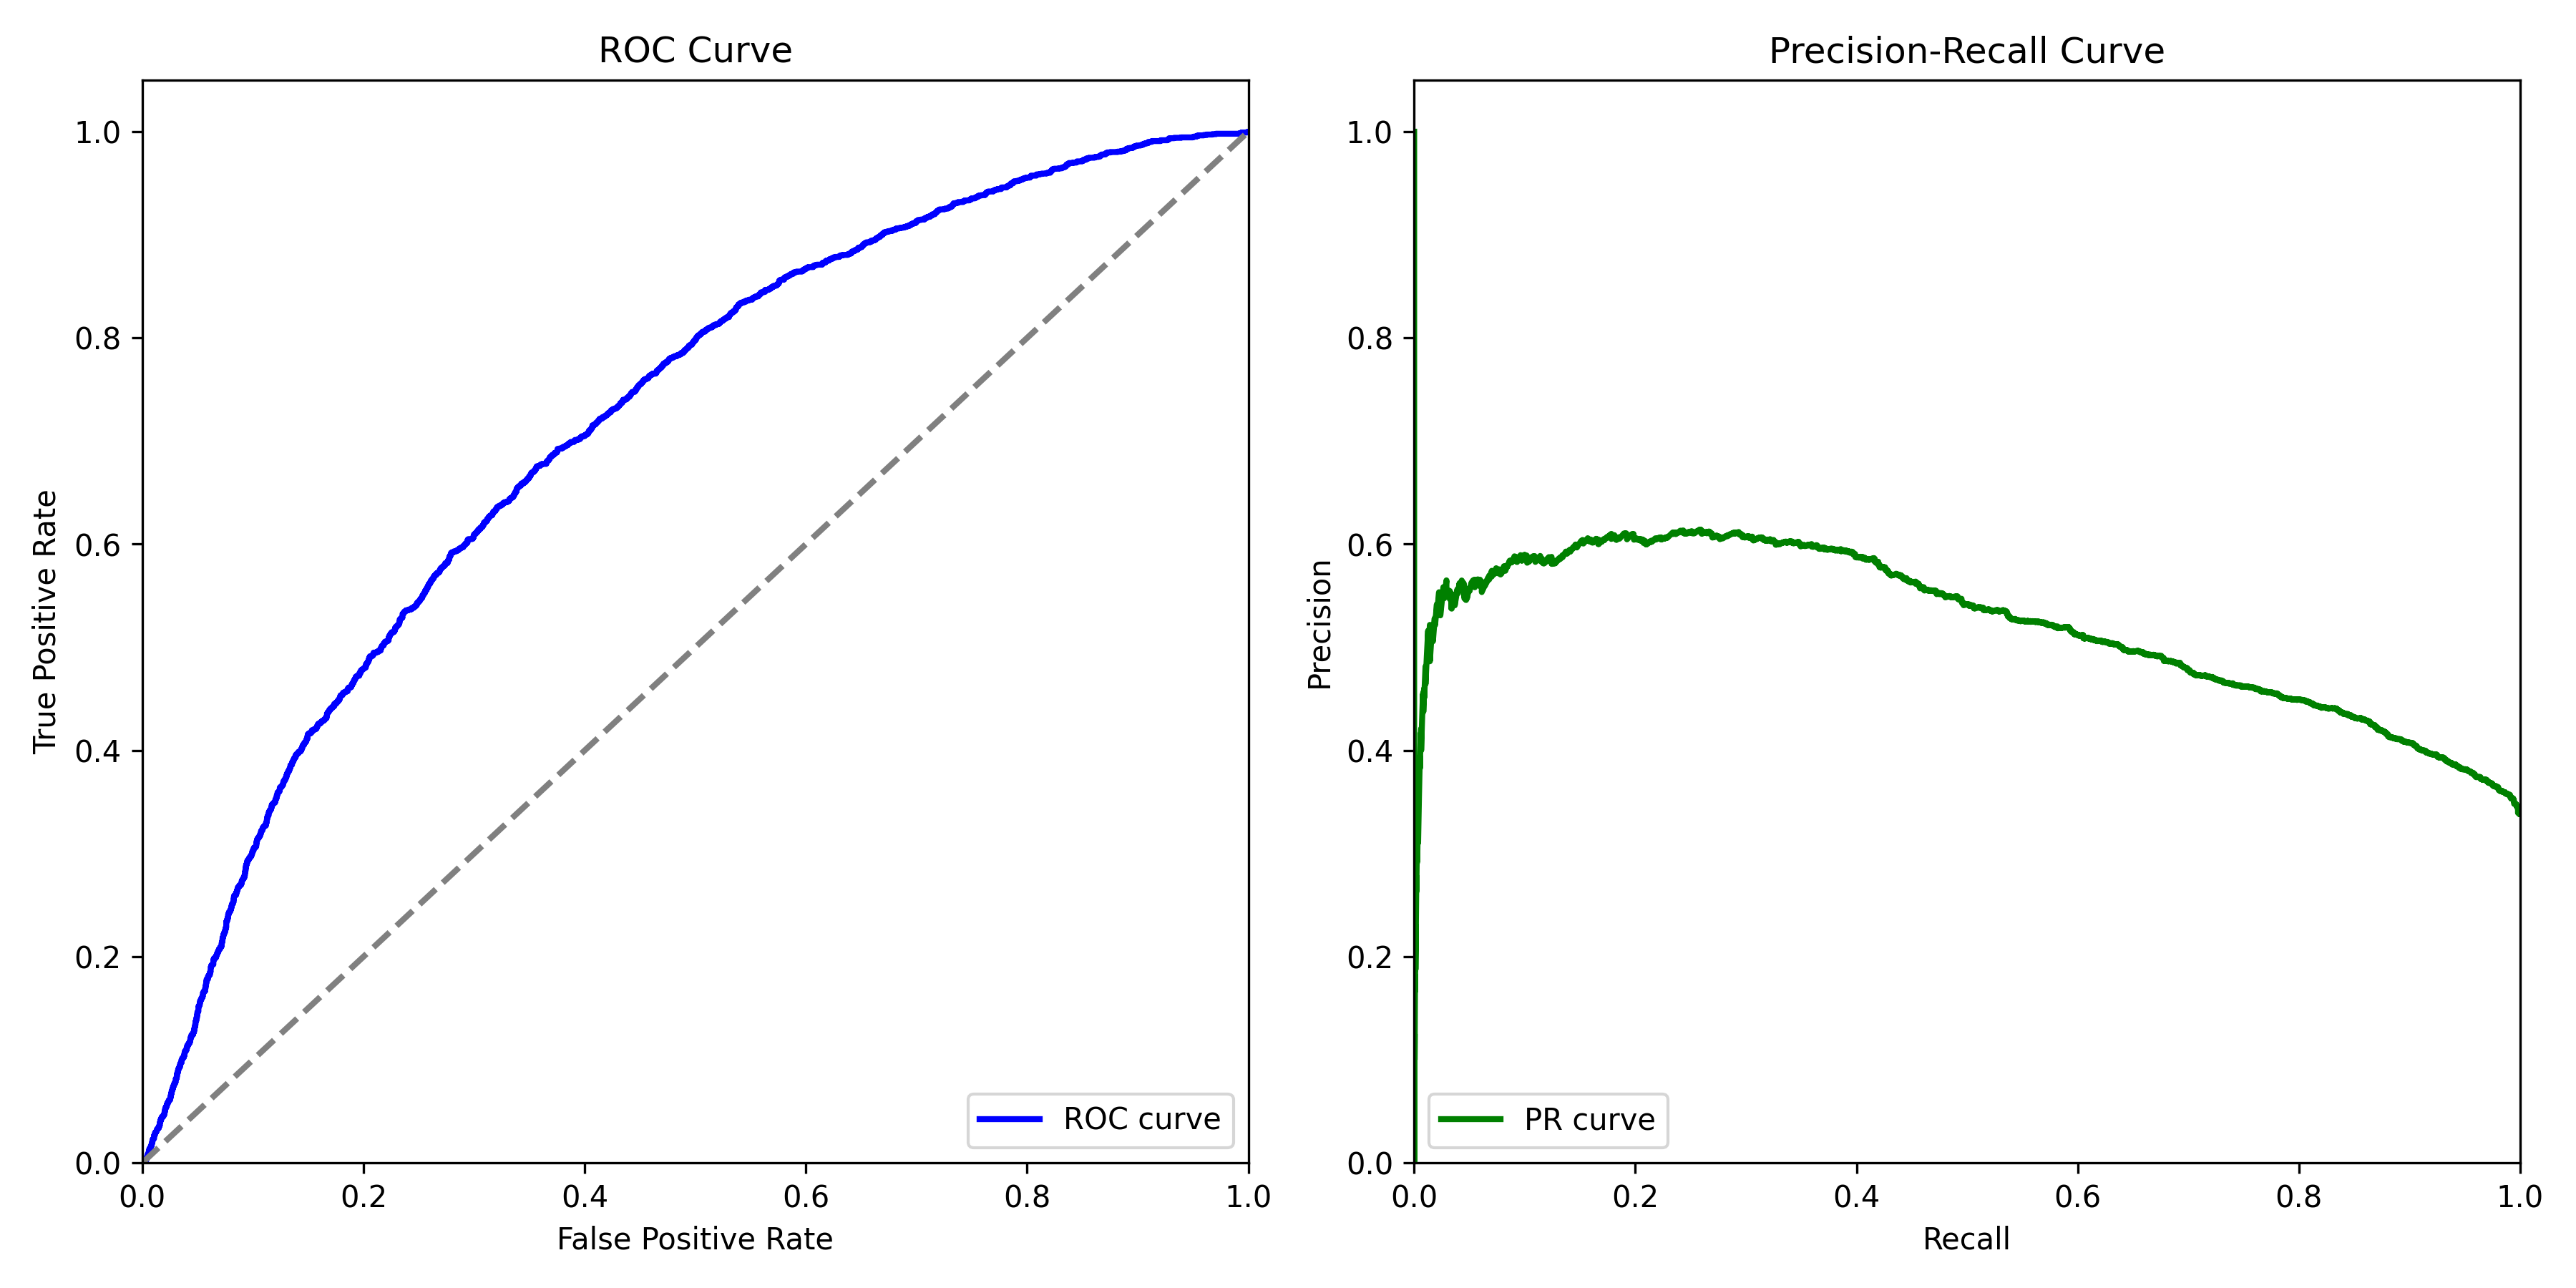 ROC Curve
1.0
0.8
0.6
0.4
0.2
0.0
True Positive Rate
0.0 0.2 0.4 0.6 0.8 1.0
False Positive Rate
ROC curve
Precision-Recall Curve
1.0
0.8
0.6
0.4
0.2
0.0
Precision
0.0 0.2 0.4 0.6 0.8 1.0
Recall
PR curve